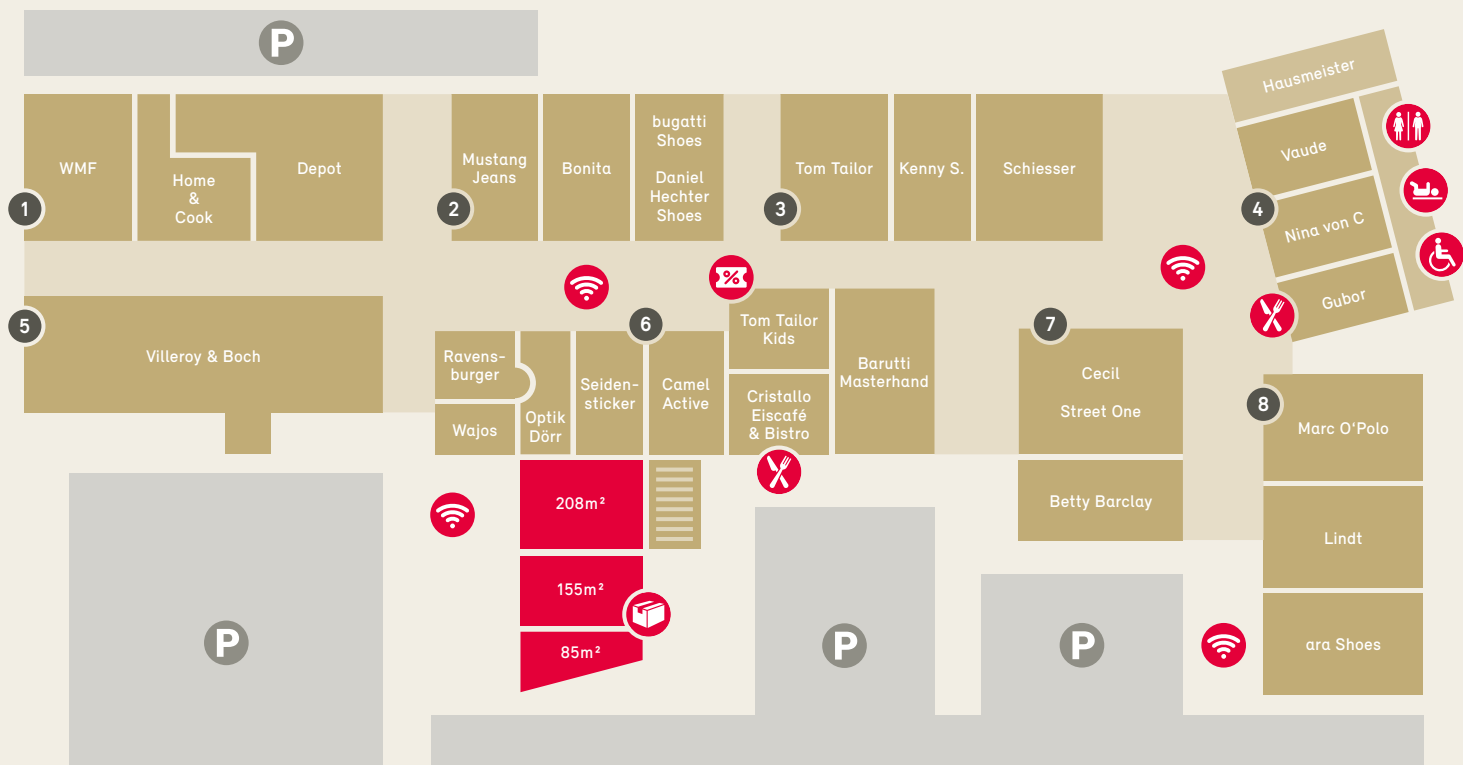 P
Hausmeister
WMF
Home
&
Cook
Depot
Mustang
Jeans
Bonita
bugatti
Shoes
Daniel
Hechter
Shoes
Tom Tailor
Kenny S.
Schiesser
Vaude
Nina von C
Gubor
1
2
3
4
%
5
Villeroy & Boch
6
Ravens-
burger
Wajos
Optik
Dörr
Seiden-
sticker
Camel
Active
Tom Tailor
Kids
Cristallo
Eiscafé
& Bistro
Barutti
Masterhand
7
Cecil
Street One
Betty Barclay
8
Marc O'Polo
Lindt
ara Shoes
208m²
155m²
85m²
P
P
P